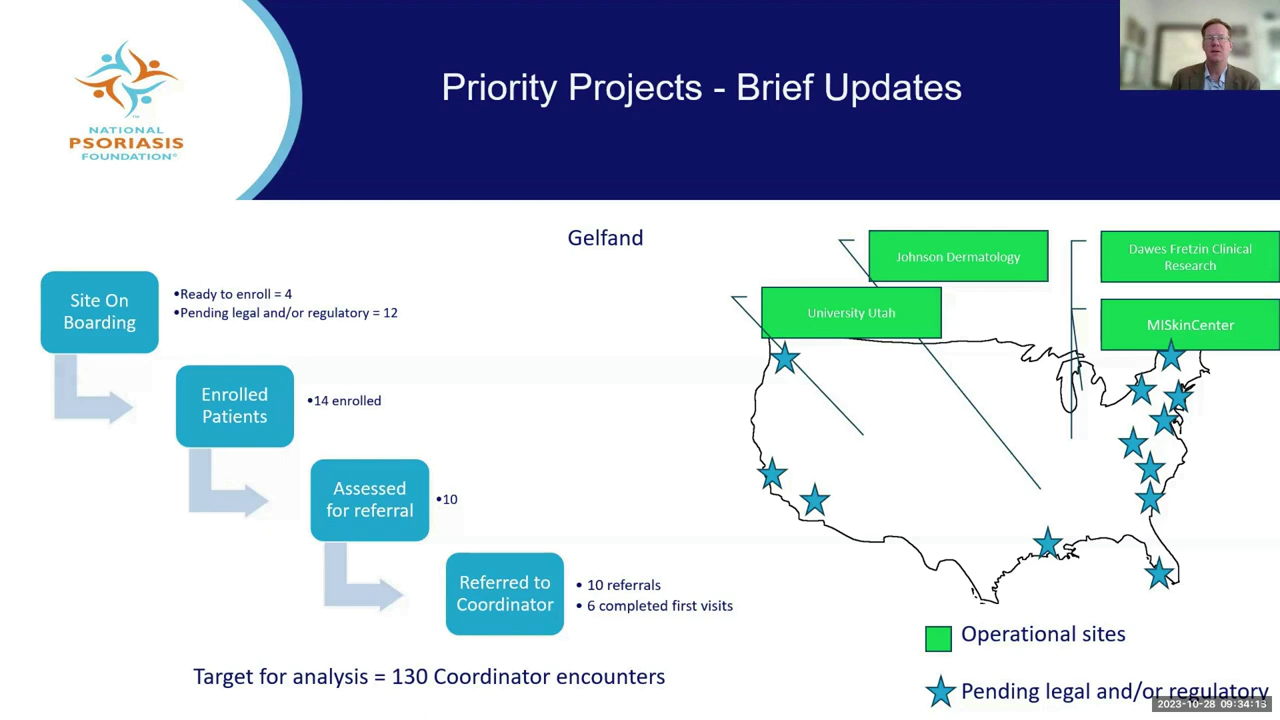 Priority Projects - Brief Updates
NATIONAL
PSORIASIS
FOUNDATION®
Gelfand
Site On
Boarding
•Ready to enroll = 4
•Pending legal and/or regulatory = 12
Enrolled
Patients
•14 enrolled
Assessed
for referral
•10
Referred to
Coordinator
• 10 referrals
• 6 completed first visits
Target for analysis = 130 Coordinator encounters
Johnson Dermatology
Dawes Fretzin Clinical
Research
University Utah
MISkinCenter
Operational sites
Pending legal and/or regulatory
2023-10-28 09:34:15